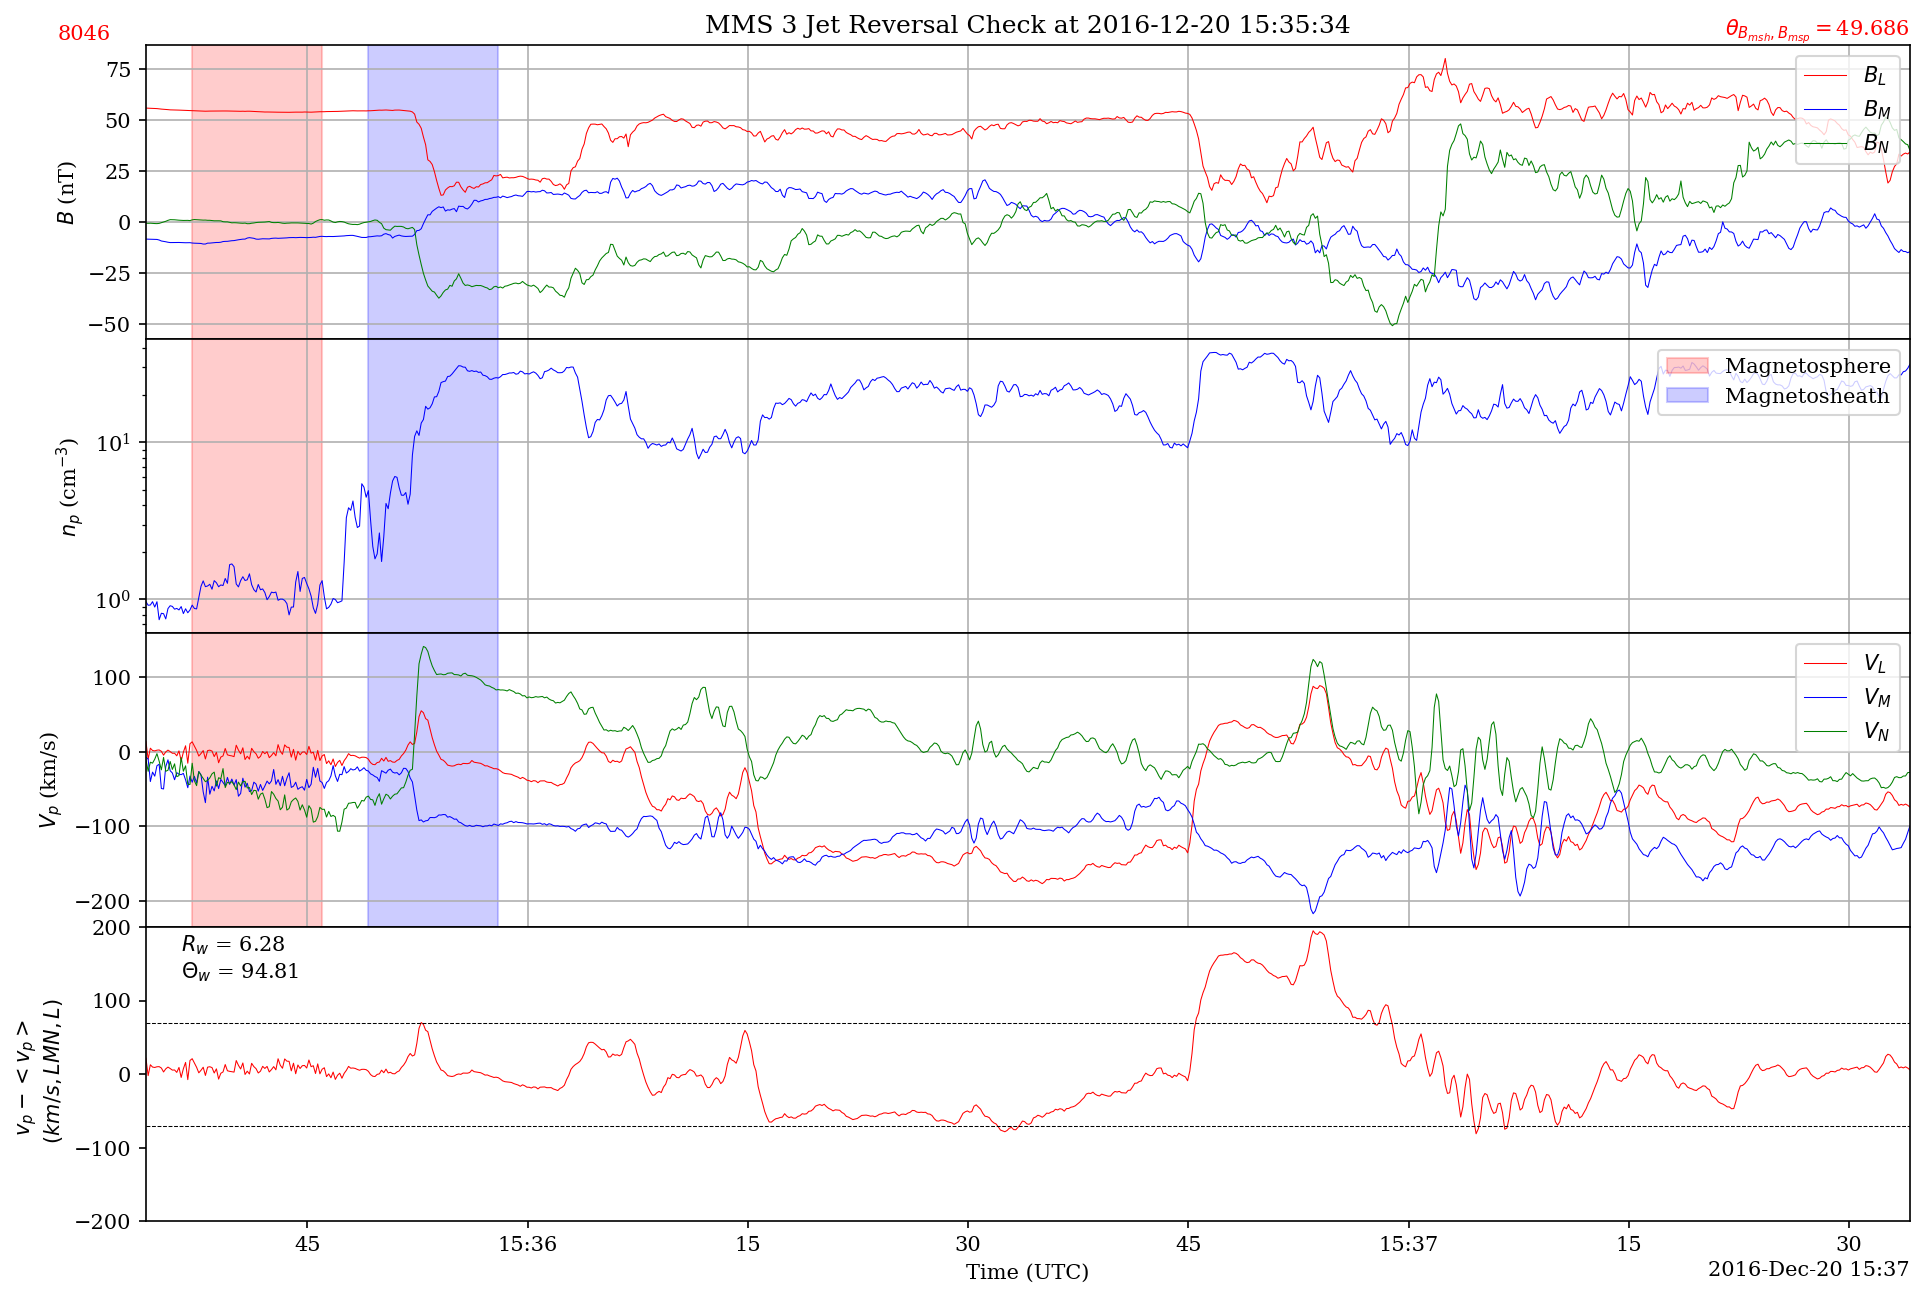 MMS 3 Jet Reversal Check at 2016-12-20 15:35:34
8046
θ_{B_{msh}, B_{msp}} = 49.686
75
50
25
0
−25
−50
B (nT)
B_L
B_M
B_N
10^1
10^0
n_p (cm^{−3})
Magnetosphere
Magnetosheath
100
0
−100
−200
V_p (km/s)
V_L
V_M
V_N
200
100
0
−100
−200
v_p − < v_p >
(km/s, LMN, L)
R_w = 6.28
Θ_w = 94.81
45
15:36
15
30
45
15:37
15
30
Time (UTC)
2016-Dec-20 15:37